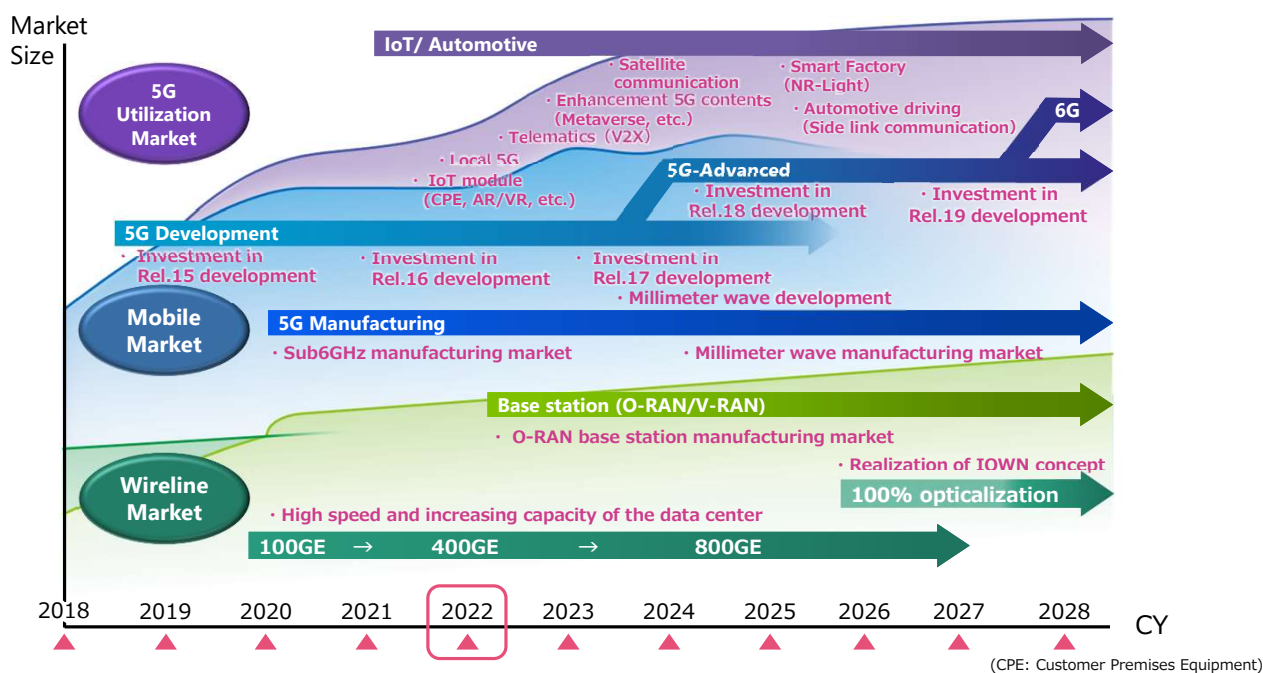 Market
Size
IoT/ Automotive
5G
Utilization
Market
・Satellite
communication
・Enhancement 5G contents
(Metaverse, etc.)
・Telematics (V2X)
・Local 5G
・IoT module
(CPE, AR/VR, etc.)
・Smart Factory
(NR-Light)
・Automotive driving
(Side link communication)
6G
5G-Advanced
・Investment in
Rel.18 development
・Investment in
Rel.19 development
5G Development
・Investment in
Rel.15 development
・Investment in
Rel.16 development
・Investment in
Rel.17 development
・Millimeter wave development
Mobile
Market
5G Manufacturing
・Sub6GHz manufacturing market
・Millimeter wave manufacturing market
Base station (O-RAN/V-RAN)
・O-RAN base station manufacturing market
・Realization of IOWN concept
100% opticalization
Wireline
Market
・High speed and increasing capacity of the data center
100GE → 400GE → 800GE
2018 2019 2020 2021 2022 2023 2024 2025 2026 2027 2028
CY
(CPE: Customer Premises Equipment)